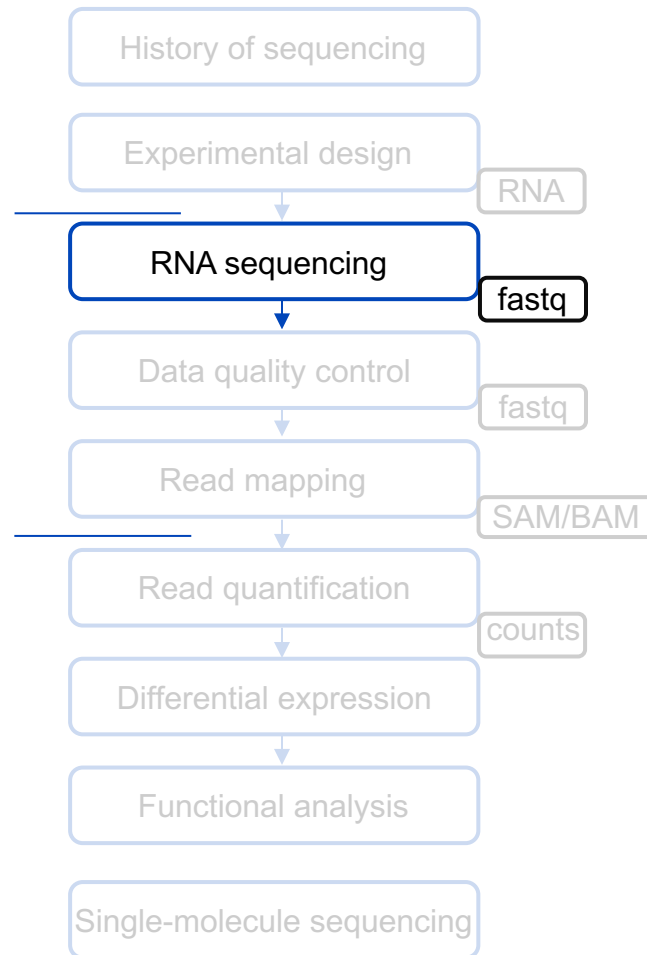 History of sequencing
Experimental design
RNA
RNA sequencing
fastq
Data quality control
fastq
Read mapping
SAM/BAM
Read quantification
counts
Differential expression
Functional analysis
Single-molecule sequencing